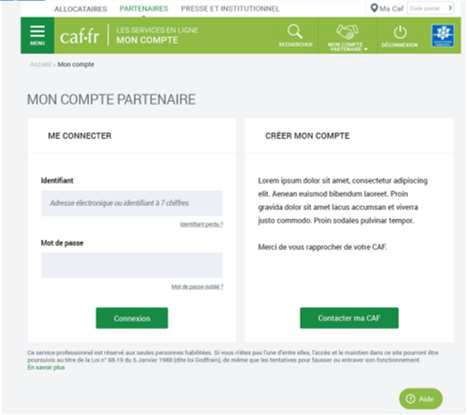 ALLOCATAIRES PARTENAIRES PRESSE ET INSTITUTIONNEL Ma Caf Code postal
MENU caf·fr LES SERVICES EN LIGNE
MON COMPTE
RECHERCHER MON COMPTE PARTENAIRE DÉCONNEXION
Accueil > Mon compte
MON COMPTE PARTENAIRE
ME CONNECTER
Identifiant
Adresse électronique ou identifiant à 7 chiffres
Identifiant perdu ?
Mot de passe
Mot de passe oublié ?
Connexion
CRÉER MON COMPTE
Lorem ipsum dolor sit amet, consectetur adipiscing
elit. Aenean euismod bibendum laoreet. Proin
gravida dolor sit amet lacus accumsan et viverra
justo commodo. Proin sodales pulvinar tempor.
Merci de vous rapprocher de votre CAF.
Contacter ma CAF
Ce service professionnel est réservé aux seules personnes habilitées. Si vous n'êtes pas l'une d'entre elles, l'accès et le maintien dans ce site pourront être
poursuivis au titre de la Loi n° 88-19 du 5 Janvier 1988 (dite loi Godfrain), de même que les tentatives pour fausser ou entraver son fonctionnement
En savoir plus
Aide